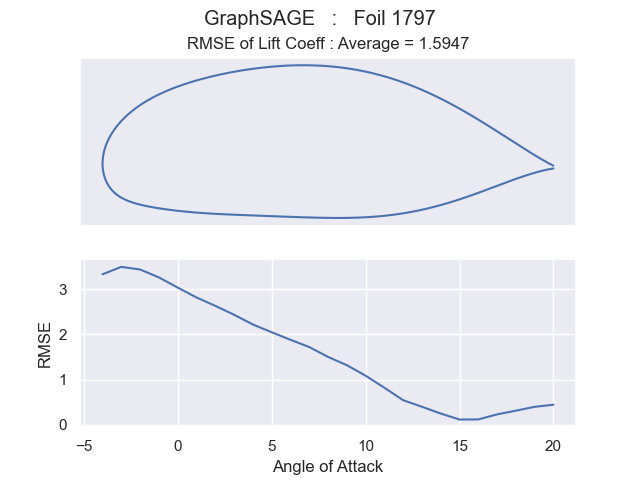 GraphSAGE : Foil 1797
RMSE of Lift Coeff : Average = 1.5947
3
2
1
0
RMSE
−5 0 5 10 15 20
Angle of Attack